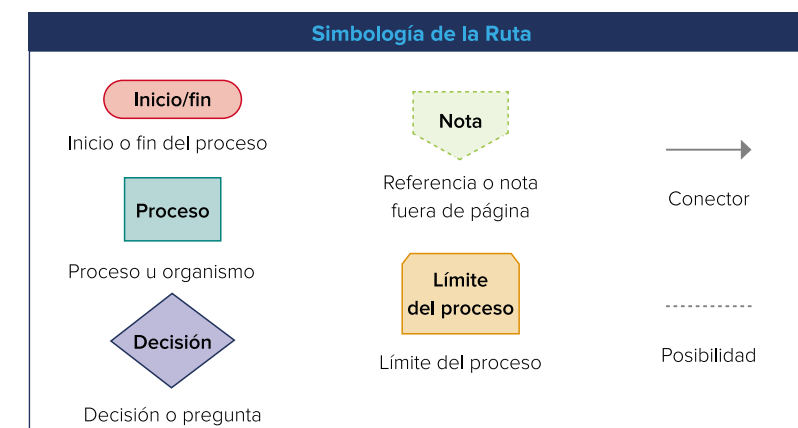 Simbología de la Ruta
Inicio/fin
Inicio o fin del proceso
Proceso
Proceso u organismo
Decisión
Decisión o pregunta
Nota
Referencia o nota
fuera de página
Límite
del proceso
Límite del proceso
Conector
Posibilidad